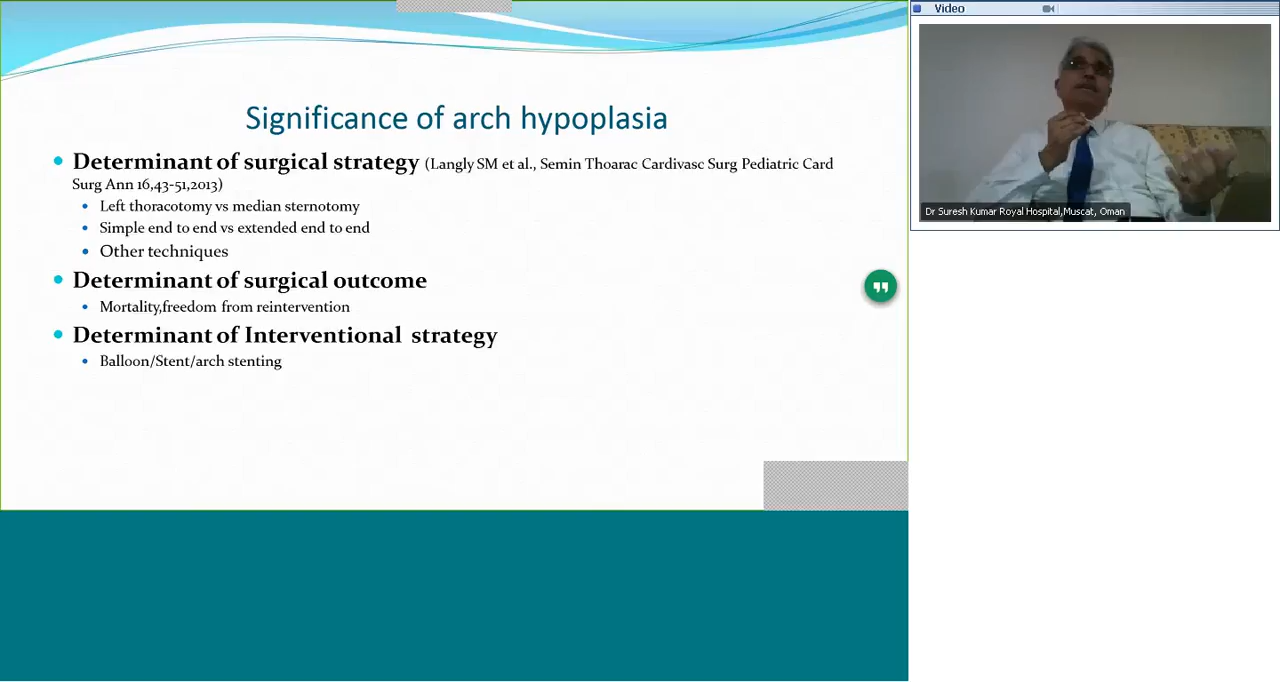 Significance of arch hypoplasia
Determinant of surgical strategy (Langly SM et al., Semin Thoarac Cardivasc Surg Pediatric Card
Surg Ann 16,43-51,2013)
Left thoracotomy vs median sternotomy
Simple end to end vs extended end to end
Other techniques
Determinant of surgical outcome
Mortality,freedom from reintervention
Determinant of Interventional strategy
Balloon/Stent/arch stenting
Video
Dr Suresh Kumar Royal Hospital,Muscat, Oman